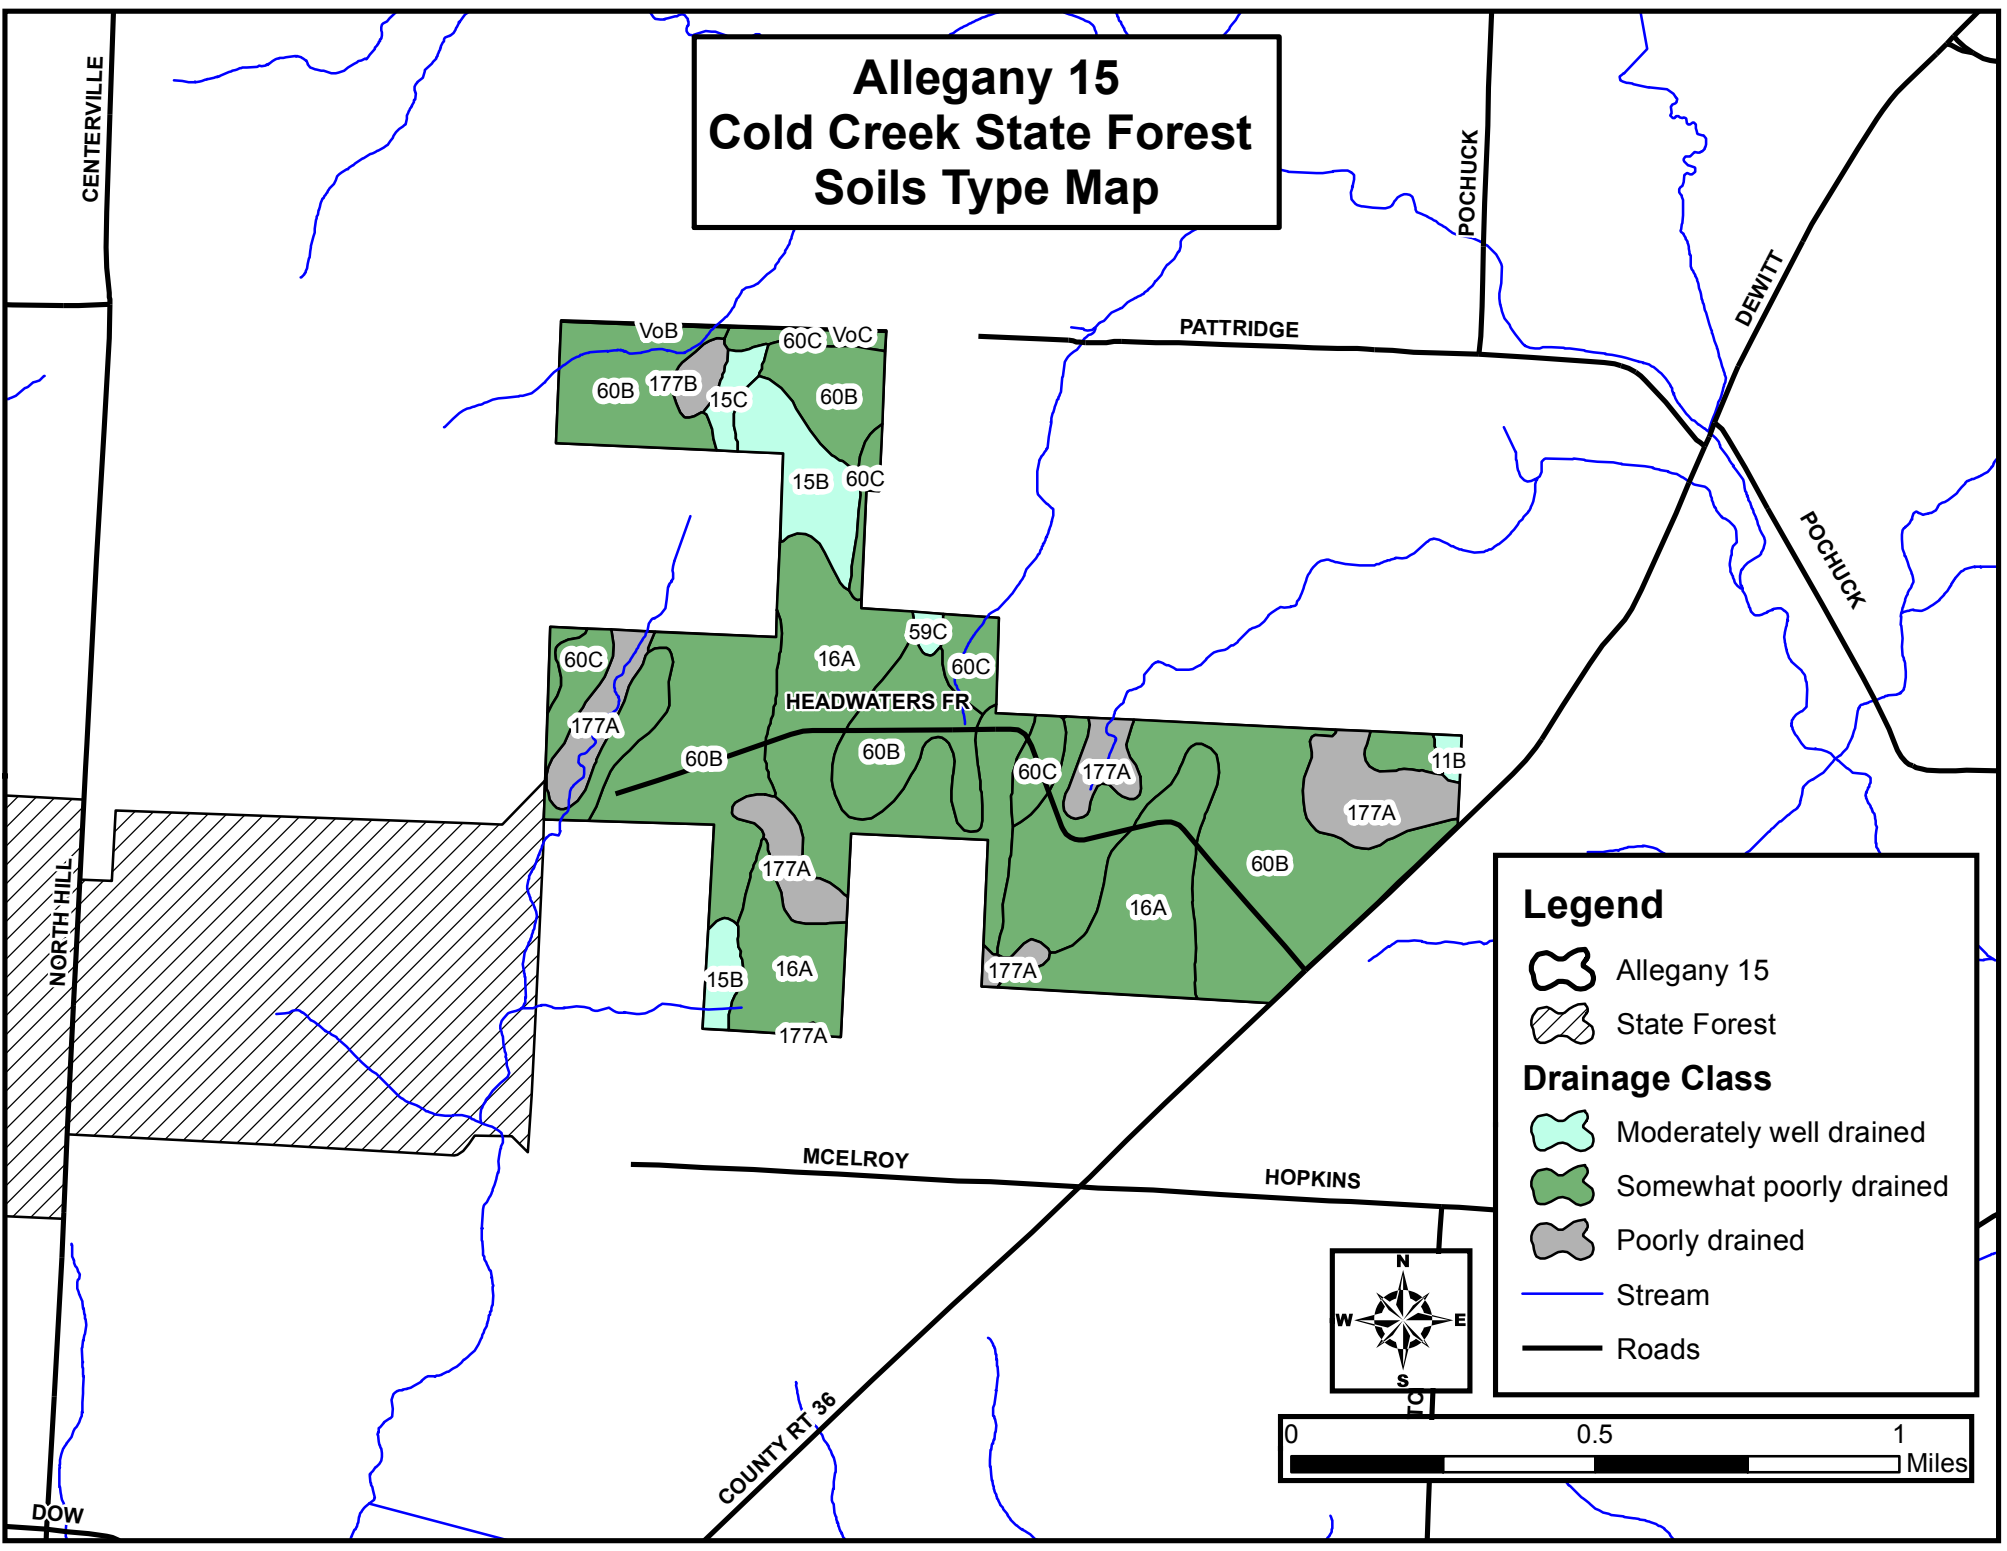 Allegany 15
Cold Creek State Forest
Soils Type Map
CENTERVILLE
POCHUCK
DEWITT
PATTRIDGE
VoB
60C
VoC
60B
177B
15C
60B
15B
60C
POCHUCK
59C
60C
16A
60C
HEADWATERS FR
177A
60B
60B
60C
177A
11B
177A
177A
60B
16A
NORTH HILL
15B
16A
177A
177A
MCELROY
HOPKINS
COUNTY RT 36
DOW
Legend
Allegany 15
State Forest
Drainage Class
Moderately well drained
Somewhat poorly drained
Poorly drained
Stream
Roads
N
W
E
S
0
0.5
1
Miles